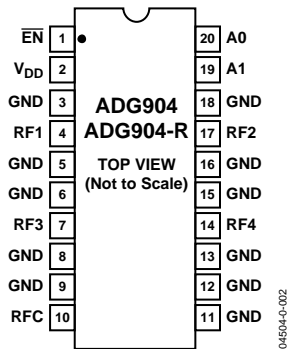 EN 1 20 A0
VDD 2 19 A1
GND 3 18 GND
RF1 4 17 RF2
GND 5 16 GND
GND 6 15 GND
RF3 7 14 RF4
GND 8 13 GND
GND 9 12 GND
RFC 10 11 GND
ADG904
ADG904-R
TOP VIEW
(Not to Scale)
04504-0-002